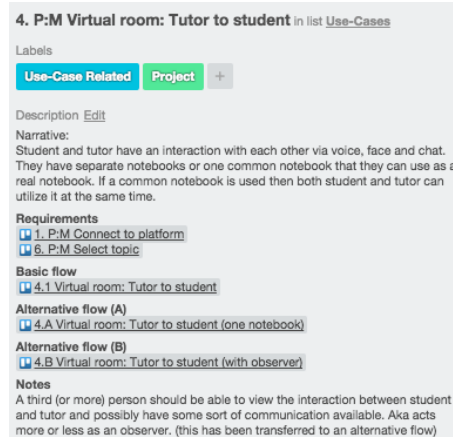 4. P:M Virtual room: Tutor to student in list Use-Cases
Labels
Use-Case Related Project +
Description Edit
Narrative:
Student and tutor have an interaction with each other via voice, face and chat.
They have separate notebooks or one common notebook that they can use as a
real notebook. If a common notebook is used then both student and tutor can
utilize it at the same time.
Requirements
1. P:M Connect to platform
6. P:M Select topic
Basic flow
4.1 Virtual room: Tutor to student
Alternative flow (A)
4.A Virtual room: Tutor to student (one notebook)
Alternative flow (B)
4.B Virtual room: Tutor to student (with observer)
Notes
A third (or more) person should be able to view the interaction between student
and tutor and possibly have some sort of communication available. Aka acts
more or less as an observer. (this has been transferred to an alternative flow)